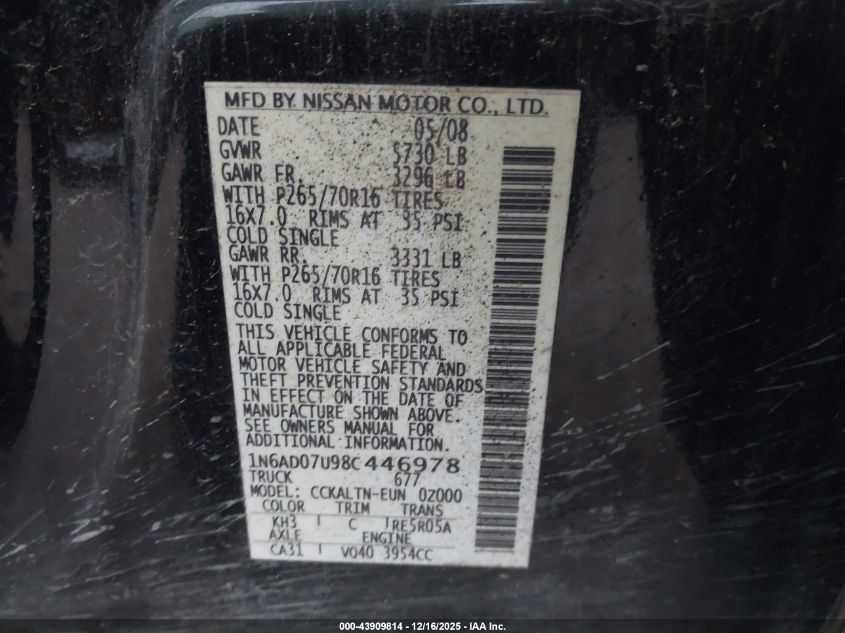 MFD BY NISSAN MOTOR CO., LTD.
DATE 05/08
GVWR 5730 LB
GAWR FR. 3296 LB
WITH P265/70R16 TIRES
16X7.0 RIMS AT 35 PSI
COLD SINGLE
GAWR RR. 3331 LB
WITH P265/70R16 TIRES
16X7.0 RIMS AT 35 PSI
COLD SINGLE
THIS VEHICLE CONFORMS TO
ALL APPLICABLE FEDERAL
MOTOR VEHICLE SAFETY AND
THEFT PREVENTION STANDARDS
IN EFFECT ON THE DATE OF
MANUFACTURE SHOWN ABOVE.
SEE OWNERS MANUAL FOR
ADDITIONAL INFORMATION.
1N6AD07U98C446978
TRUCK 677
MODEL: CCKALTN-EUN 0Z000
COLOR TRIM TRANS
KH3 C RE5R05A
AXLE ENGINE
CA31 VQ40 3954CC
000-43909814 - 12/16/2025 - IAA Inc.